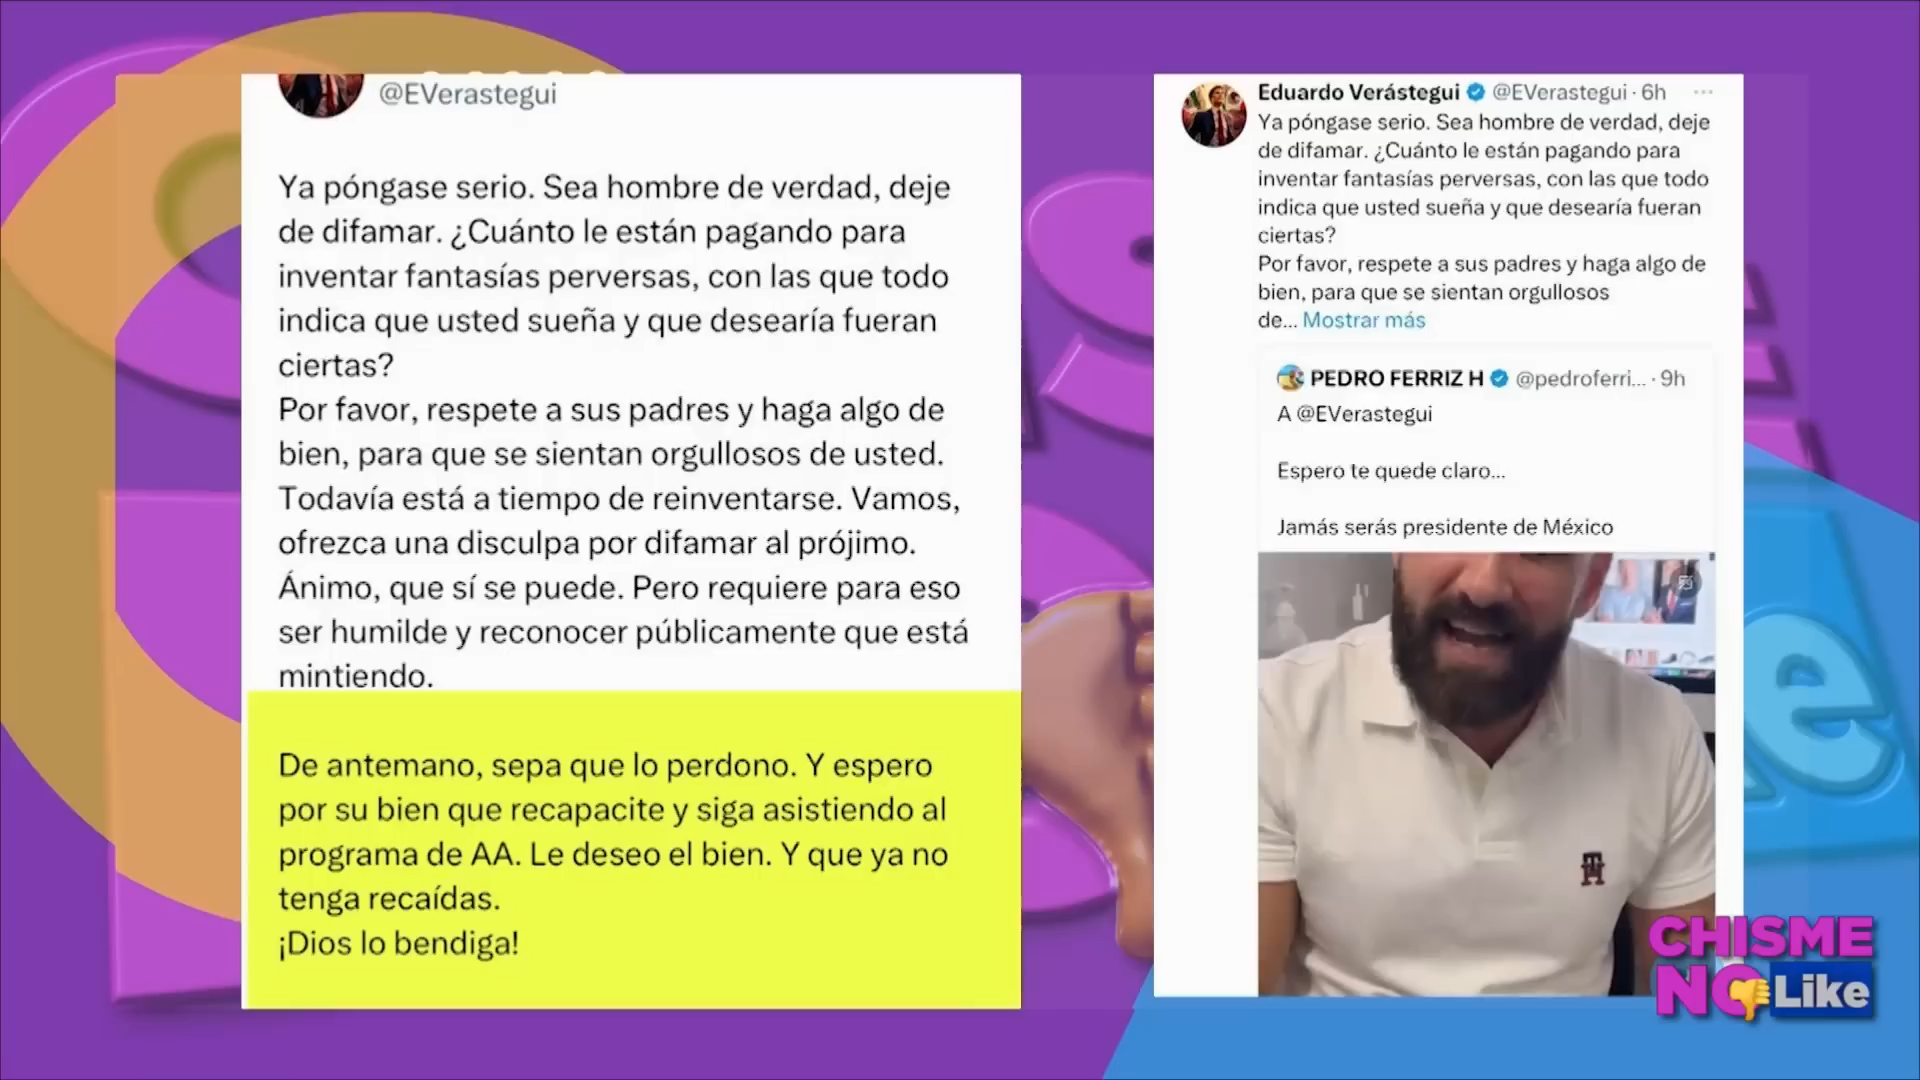 @EVerastegui
Ya póngase serio. Sea hombre de verdad, deje
de difamar. ¿Cuánto le están pagando para
inventar fantasías perversas, con las que todo
indica que usted sueña y que desearía fueran
ciertas?
Por favor, respete a sus padres y haga algo de
bien, para que se sientan orgullosos de usted.
Todavía está a tiempo de reinventarse. Vamos,
ofrezca una disculpa por difamar al prójimo.
Ánimo, que sí se puede. Pero requiere para eso
ser humilde y reconocer públicamente que está
mintiendo.
De antemano, sepa que lo perdono. Y espero
por su bien que recapacite y siga asistiendo al
programa de AA. Le deseo el bien. Y que ya no
tenga recaídas.
¡Dios lo bendiga!
Eduardo Verástegui @EVerastegui · 6h
Ya póngase serio. Sea hombre de verdad, deje
de difamar. ¿Cuánto le están pagando para
inventar fantasías perversas, con las que todo
indica que usted sueña y que desearía fueran
ciertas?
Por favor, respete a sus padres y haga algo de
bien, para que se sientan orgullosos
de... Mostrar más
PEDRO FERRIZ H @pedroferri... · 9h
A @EVerastegui
Espero te quede claro...
Jamás serás presidente de México
CHISME
NO Like